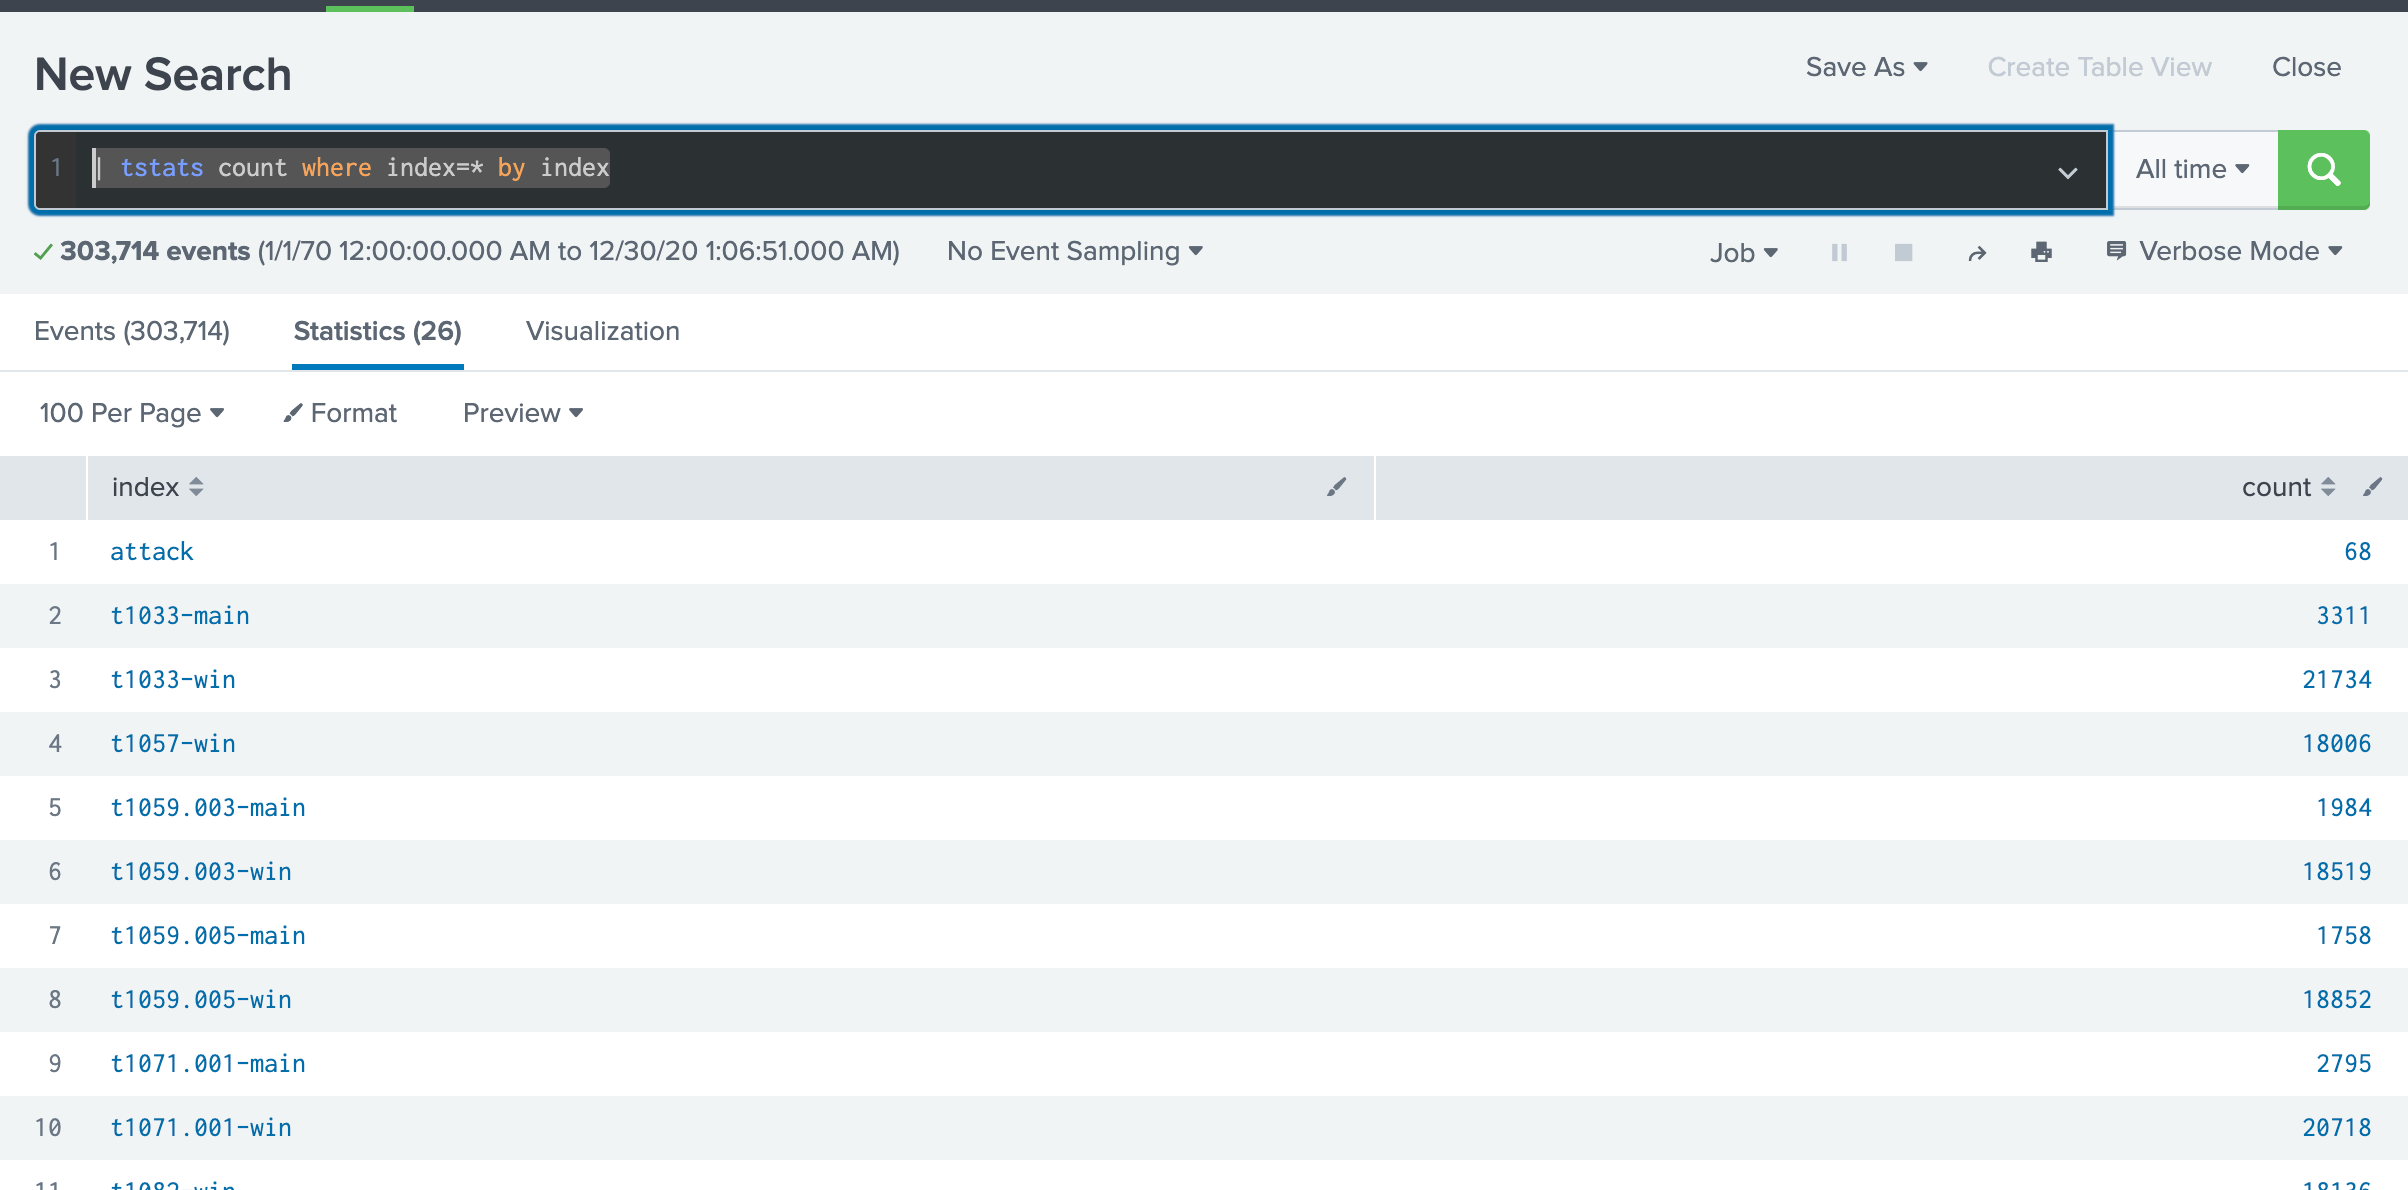 New Search
Save As Create Table View Close
1 | tstats count where index=* by index
All time
303,714 events (1/1/70 12:00:00.000 AM to 12/30/20 1:06:51.000 AM) No Event Sampling Job Verbose Mode
Events (303,714) Statistics (26) Visualization
100 Per Page Format Preview
index count
1 attack 68
2 t1033-main 3311
3 t1033-win 21734
4 t1057-win 18006
5 t1059.003-main 1984
6 t1059.003-win 18519
7 t1059.005-main 1758
8 t1059.005-win 18852
9 t1071.001-main 2795
10 t1071.001-win 20718
11 t1082-win 18136